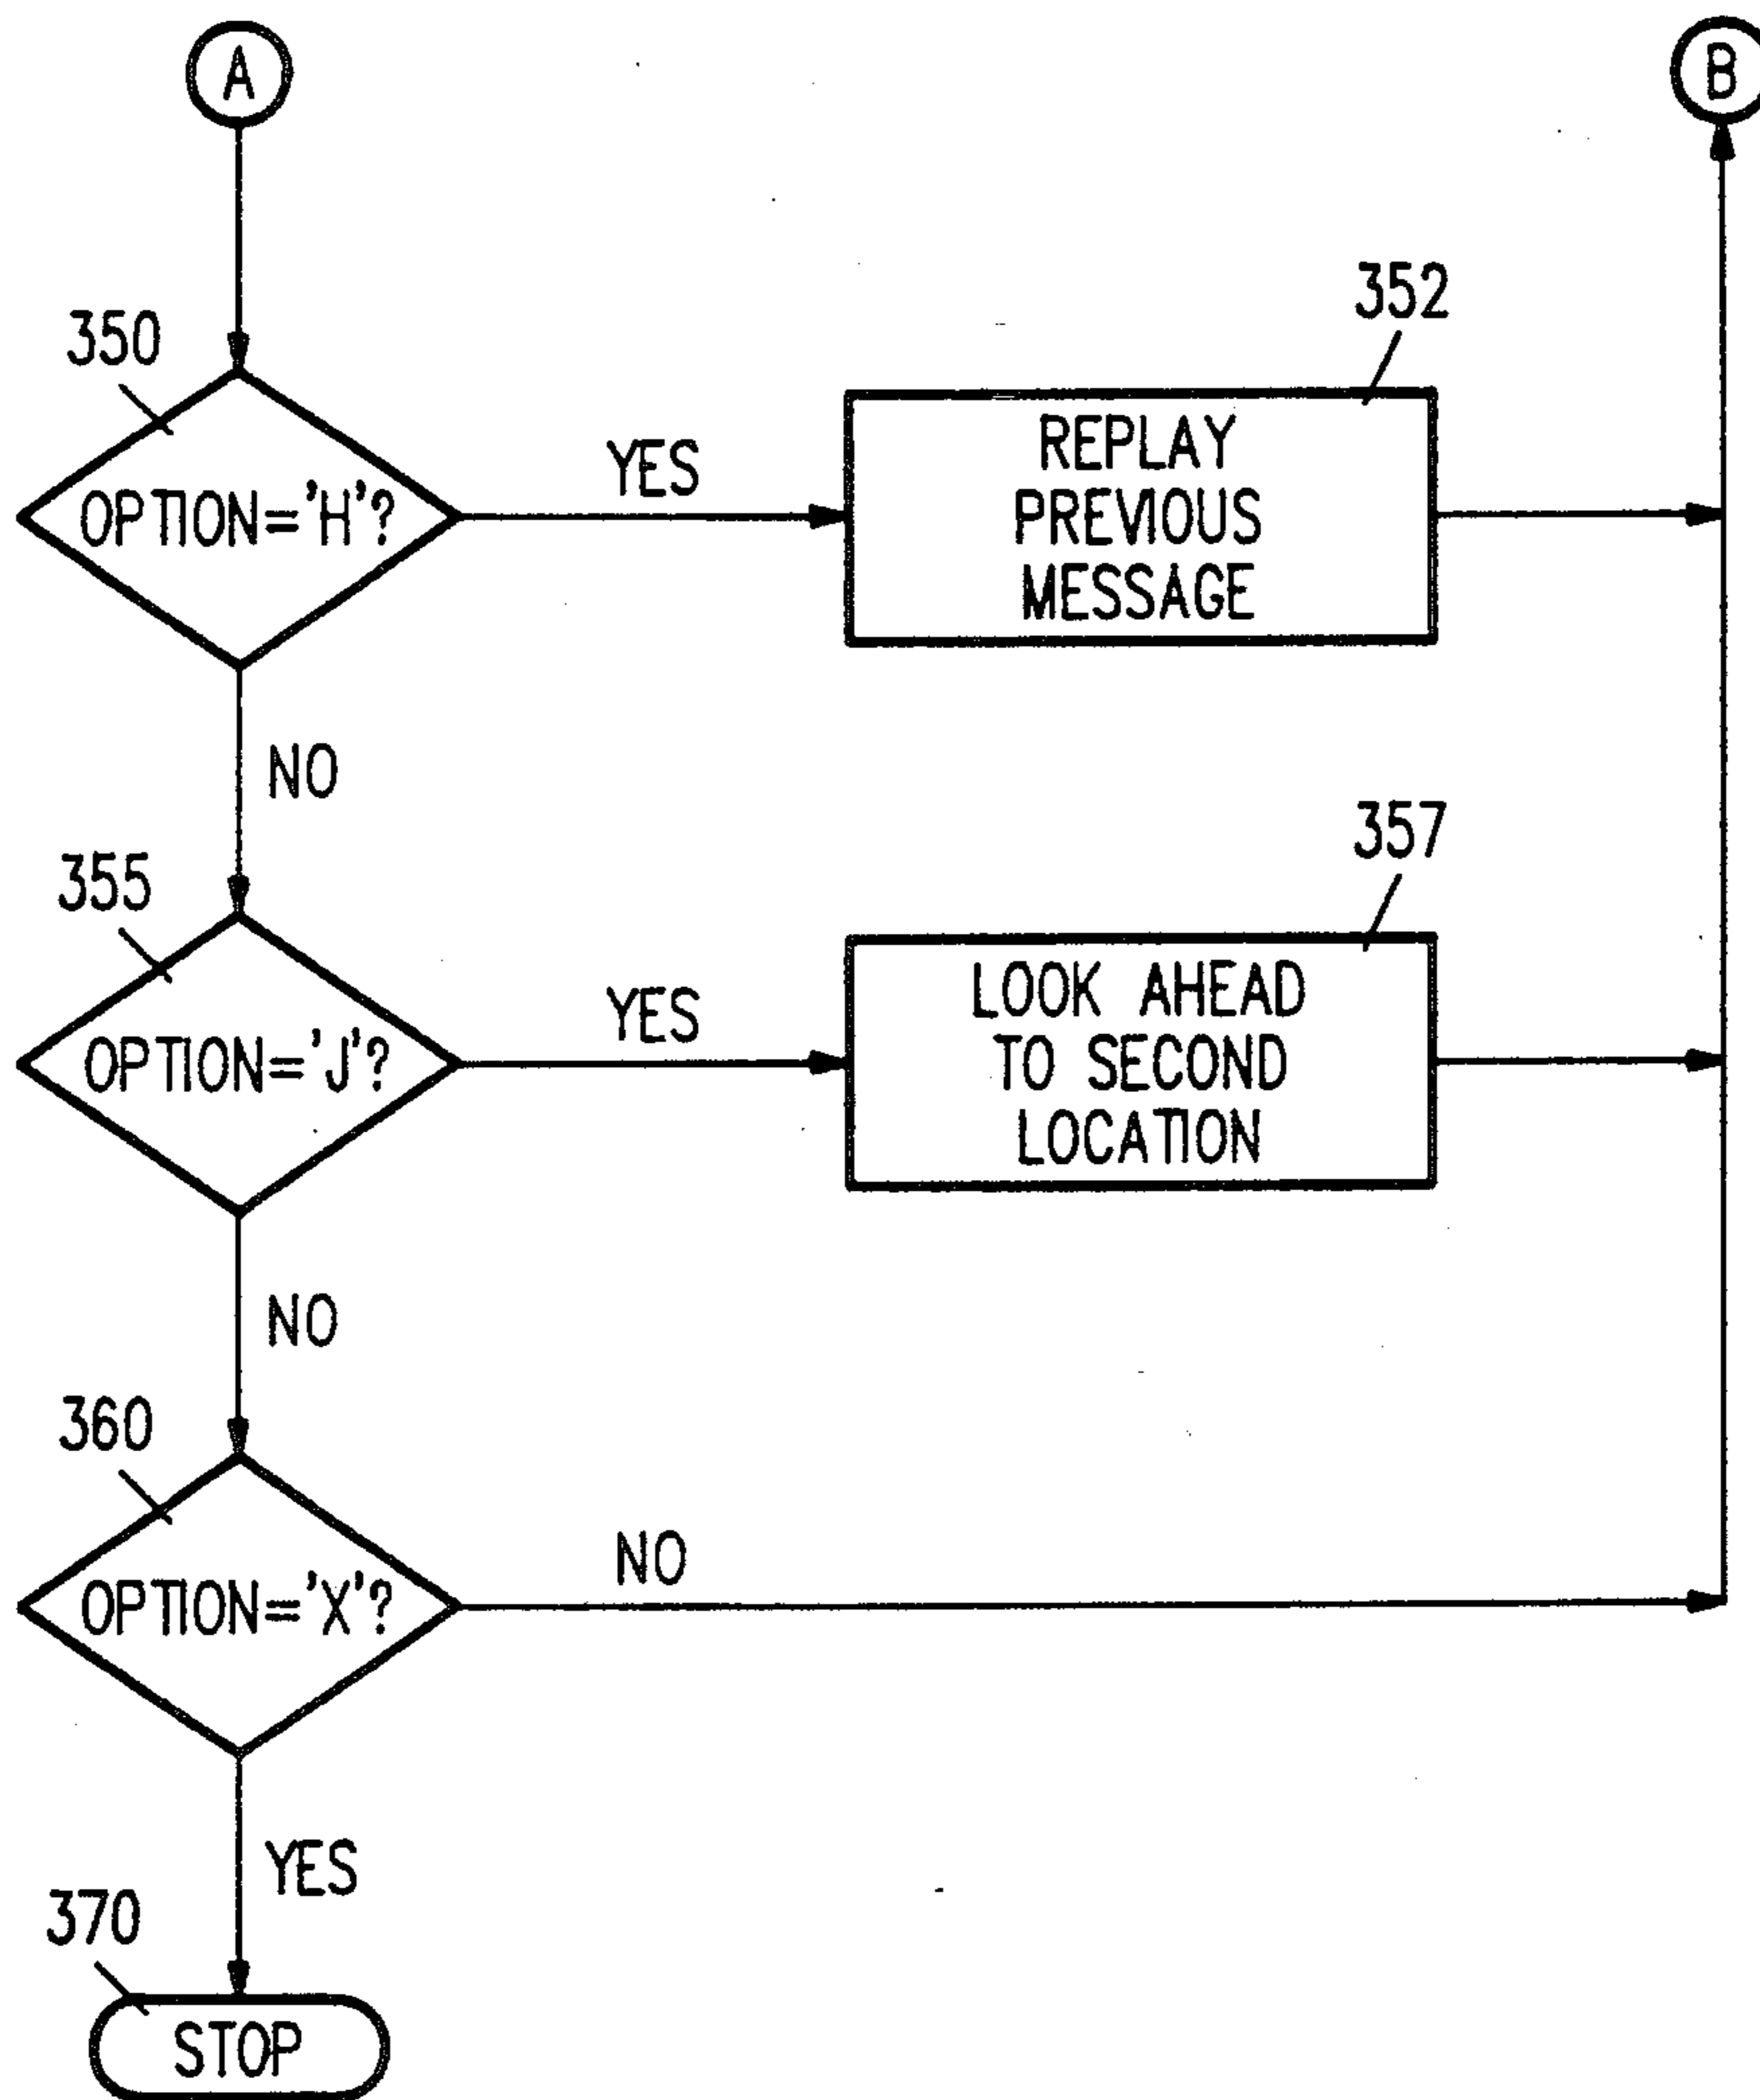 A
B
350
OPTION='H'?
YES
352
REPLAY
PREVIOUS
MESSAGE
NO
355
OPTION='J'?
YES
357
LOOK AHEAD
TO SECOND
LOCATION
NO
360
OPTION='X'?
NO
YES
370
STOP